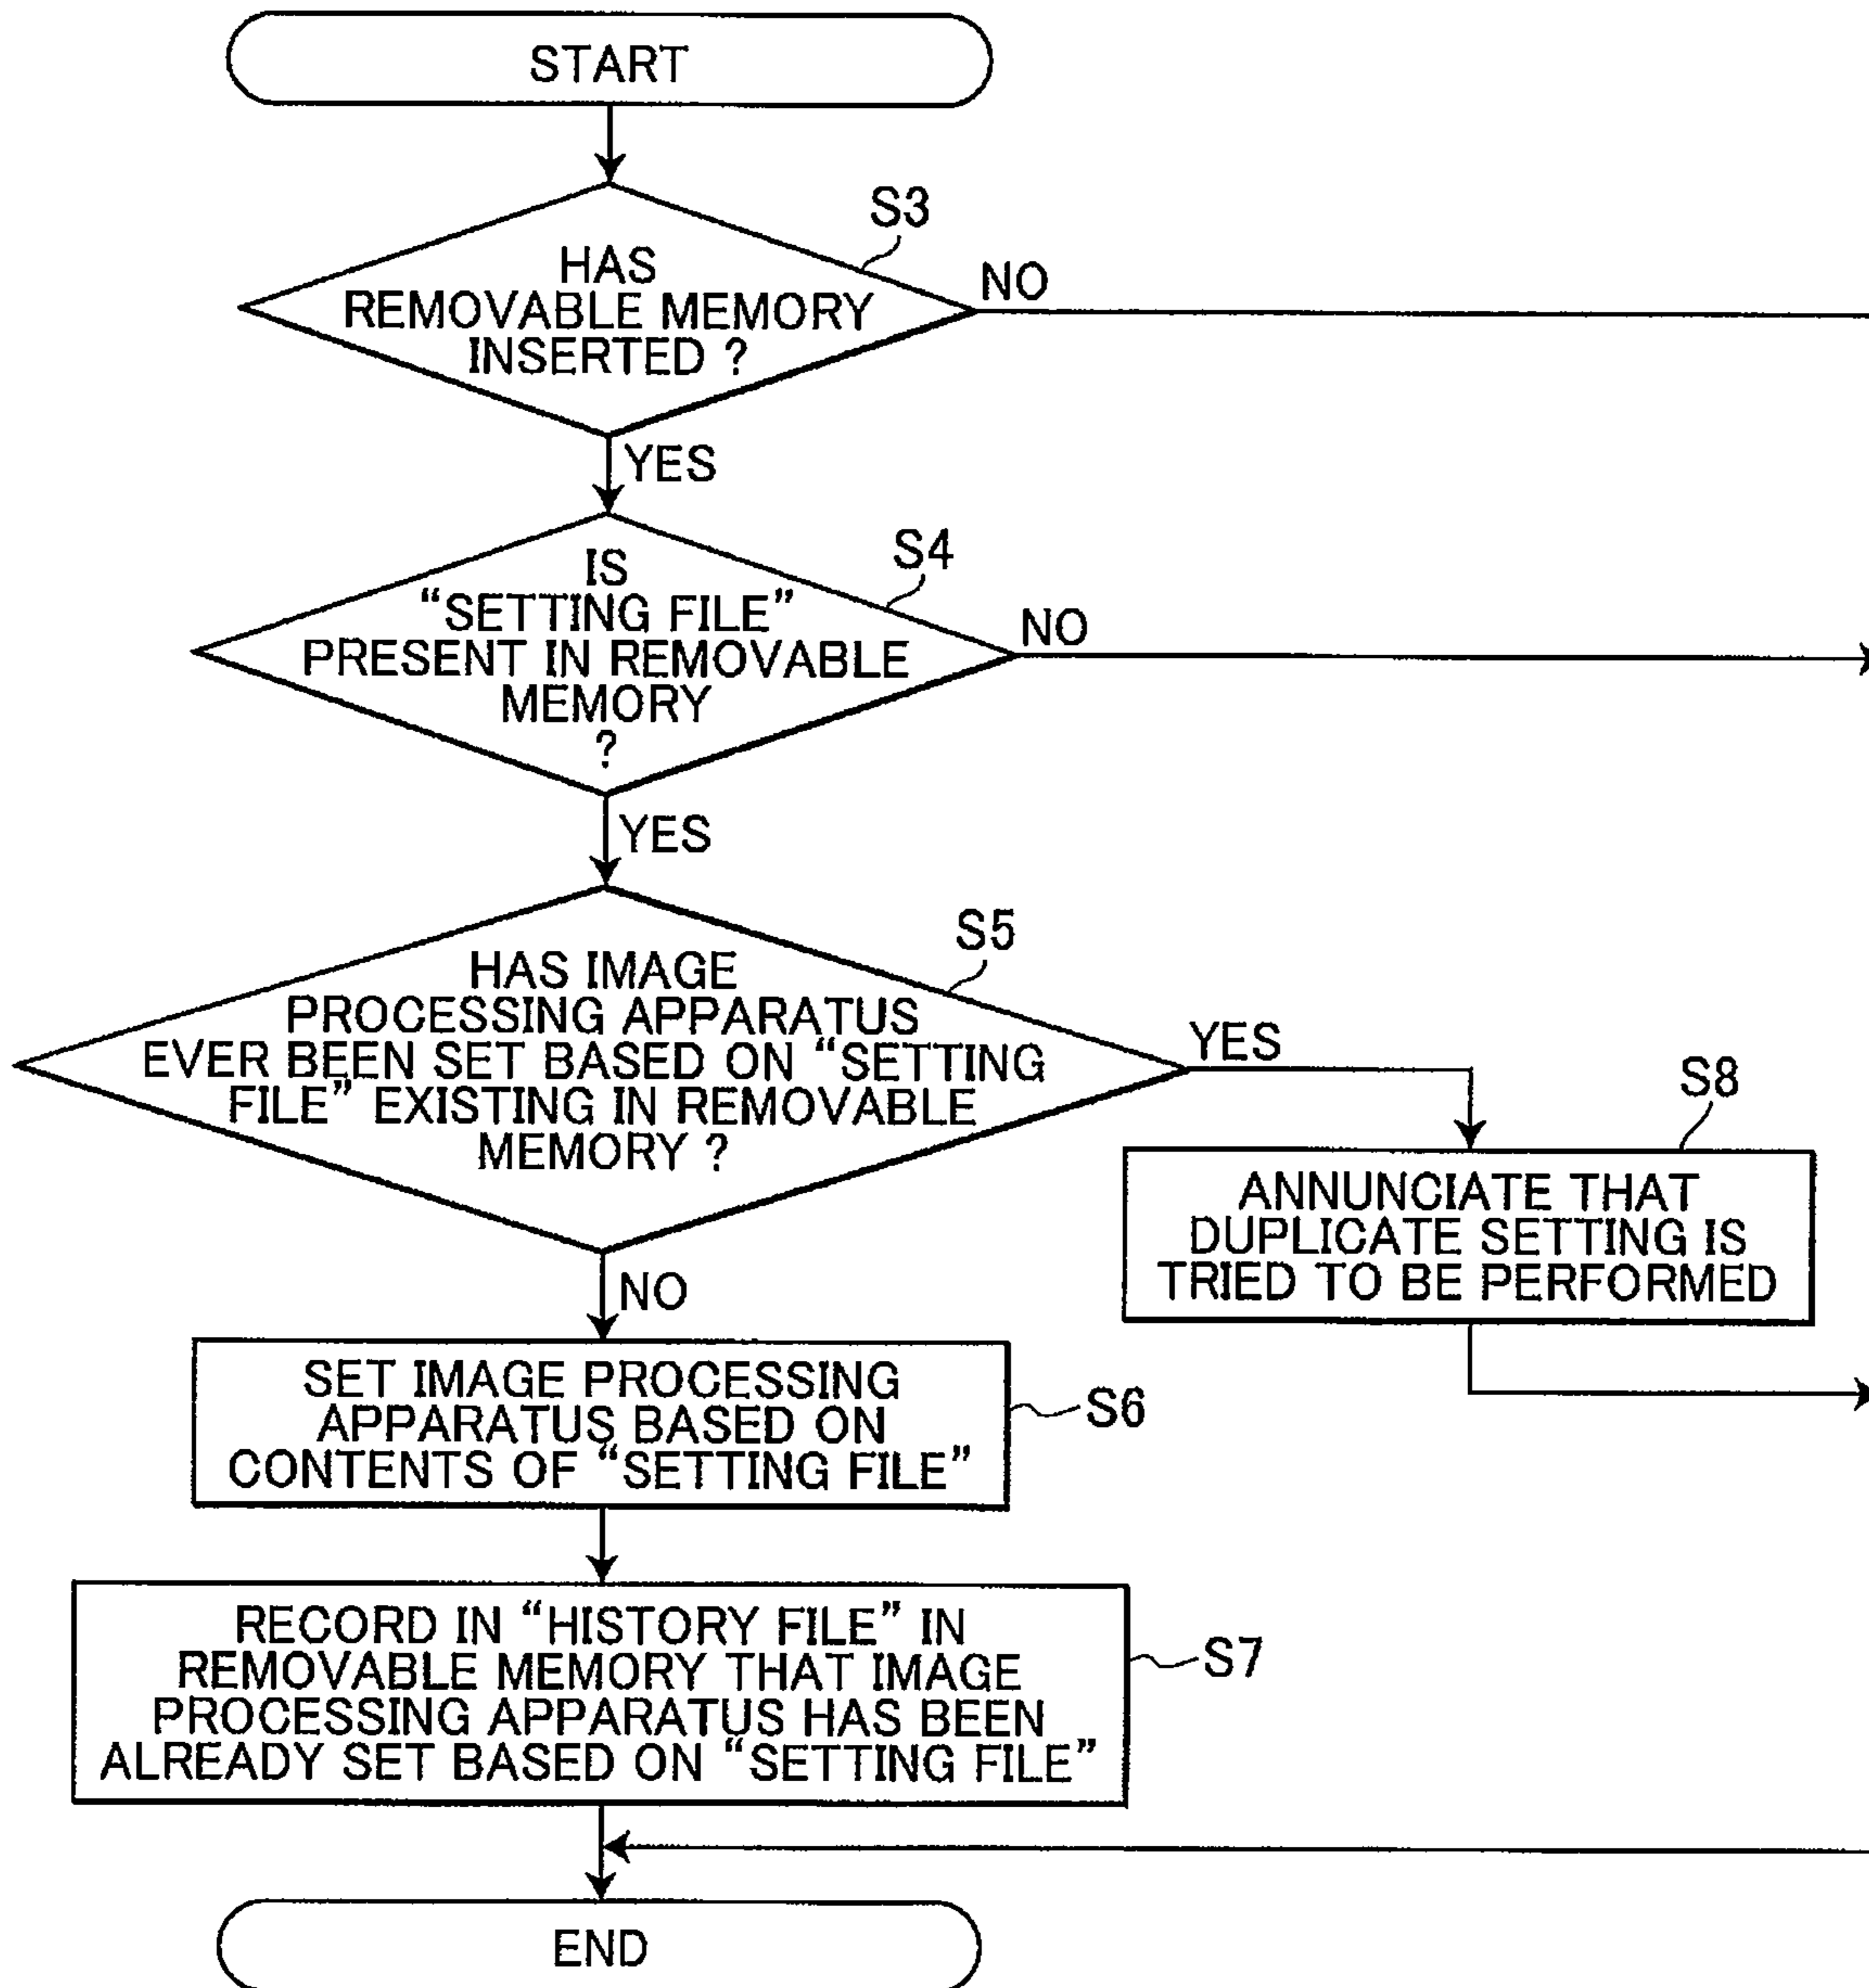 START
S3
HAS
REMOVABLE MEMORY
INSERTED ?
NO
YES
S4
IS
“SETTING FILE”
PRESENT IN REMOVABLE
MEMORY
?
NO
YES
S5
HAS IMAGE
PROCESSING APPARATUS
EVER BEEN SET BASED ON “SETTING
FILE” EXISTING IN REMOVABLE
MEMORY ?
YES
S8
ANNUNCIATE THAT
DUPLICATE SETTING IS
TRIED TO BE PERFORMED
NO
SET IMAGE PROCESSING
APPARATUS BASED ON
CONTENTS OF “SETTING FILE”
S6
RECORD IN “HISTORY FILE” IN
REMOVABLE MEMORY THAT IMAGE
PROCESSING APPARATUS HAS BEEN
ALREADY SET BASED ON “SETTING FILE”
S7
END